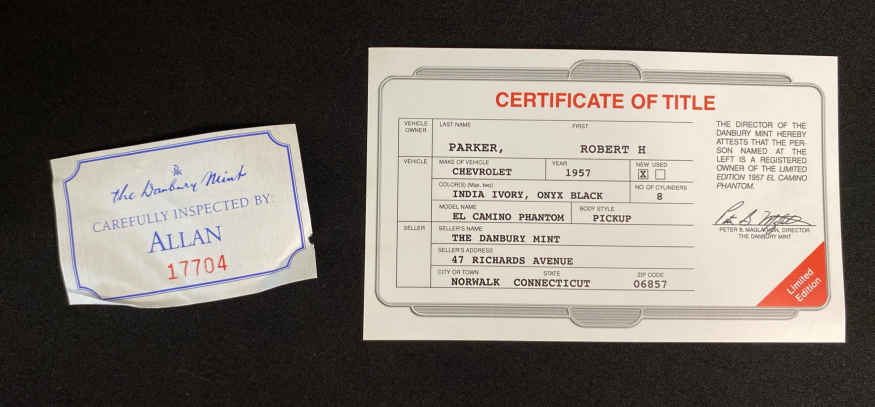 the Danbury Mint
CAREFULLY INSPECTED BY:
ALLAN
17704
CERTIFICATE OF TITLE
VEHICLE OWNER
LAST NAME FIRST
PARKER, ROBERT H
VEHICLE
MAKE OF VEHICLE YEAR NEW USED
CHEVROLET 1957 X
COLOR(S) (Max. two) NO. OF CYLINDERS
INDIA IVORY, ONYX BLACK 8
MODEL NAME BODY STYLE
EL CAMINO PHANTOM PICKUP
SELLER
SELLER'S NAME
THE DANBURY MINT
SELLER'S ADDRESS
47 RICHARDS AVENUE
CITY OR TOWN STATE ZIP CODE
NORWALK CONNECTICUT 06857
THE DIRECTOR OF THE
DANBURY MINT HEREBY
ATTESTS THAT THE PER-
SON NAMED AT THE
LEFT IS A REGISTERED
OWNER OF THE LIMITED
EDITION 1957 EL CAMINO
PHANTOM.
PETER B. MAGLATHLIN, DIRECTOR
THE DANBURY MINT
Limited
Edition